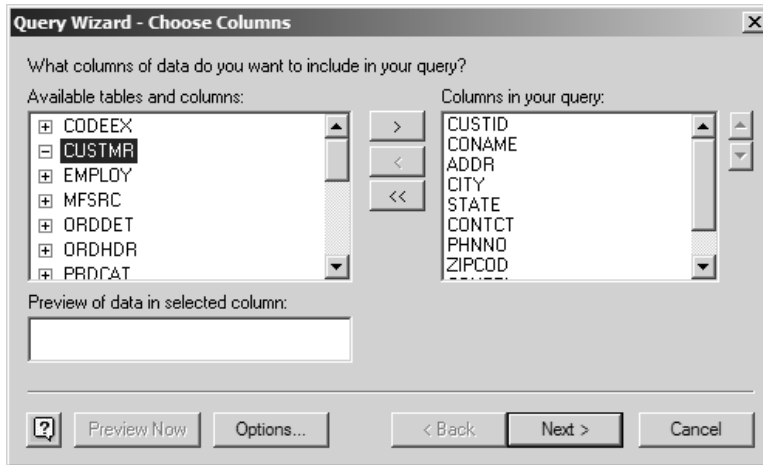 Query Wizard - Choose Columns
What columns of data do you want to include in your query?
Available tables and columns:
CODEEX
CUSTMR
EMPLOY
MFSRC
ORDDET
ORDHDR
PRDCAT
>
<
<<
Columns in your query:
CUSTID
CONAME
ADDR
CITY
STATE
CONTCT
PHNNO
ZIPCOD
Preview of data in selected column:
Preview Now
Options...
< Back
Next >
Cancel